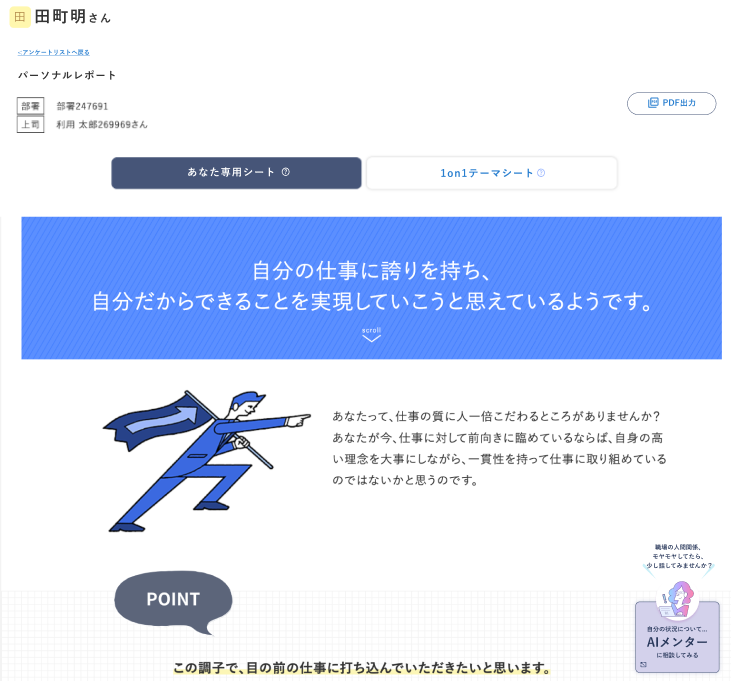 田 田町明さん
<アンケートリストへ戻る
パーソナルレポート
部署 部署247691
上司 利用 太郎269969さん
PDF出力
あなた専用シート ?
1on1テーマシート ?
自分の仕事に誇りを持ち、
自分だからできることを実現していこうと思えているようです。
scroll
あなたって、仕事の質に人一倍こだわるところがありませんか？
あなたが今、仕事に対して前向きに臨めているならば、自身の高
い理念を大事にしながら、一貫性を持って仕事に取り組めている
のではないかと思うのです。
職場の人間関係、
モヤモヤしてたら、
少し話してみませんか？
自分の状況について...
AIメンター
に相談してみる
POINT
この調子で、目の前の仕事に打ち込んでいただきたいと思います。